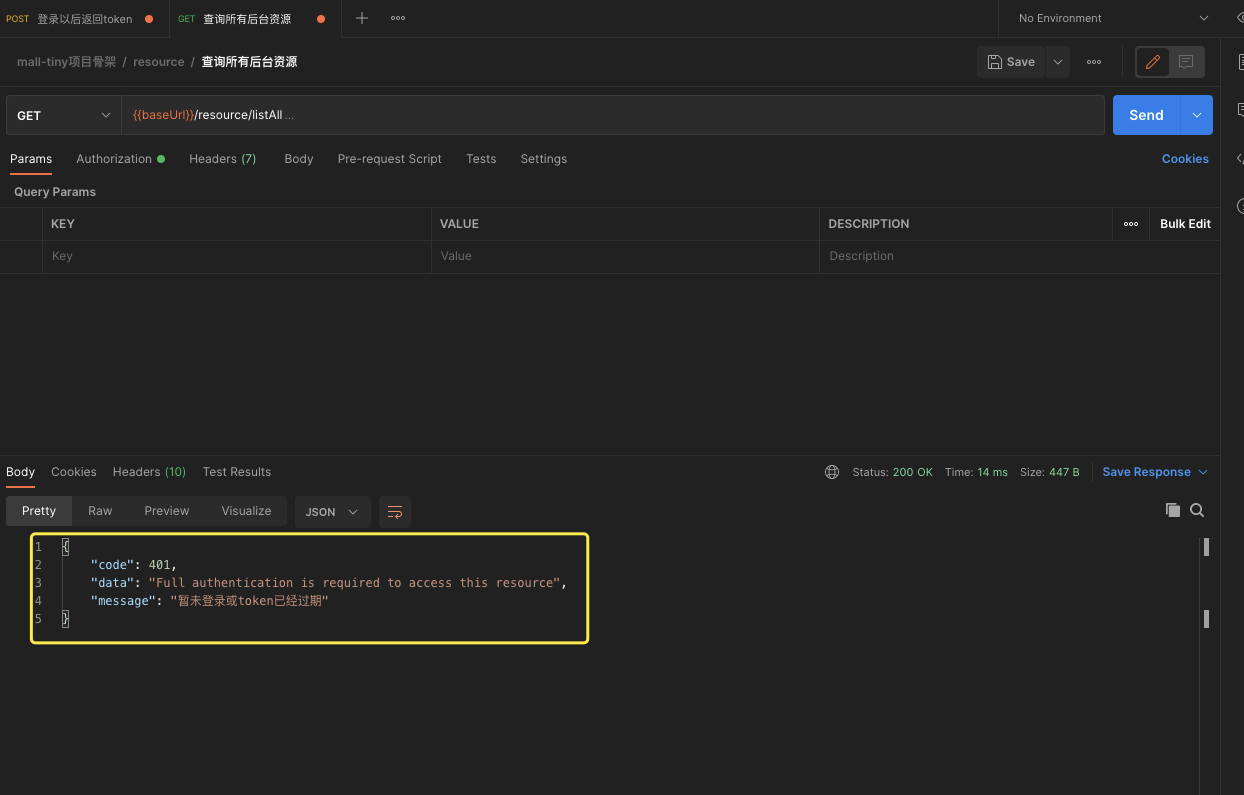 POST 登录以后返回token GET 查询所有后台资源 No Environment
mall-tiny项目骨架 / resource / 查询所有后台资源 Save
GET {{baseUrl}}/resource/listAll ... Send
Params Authorization Headers (7) Body Pre-request Script Tests Settings Cookies
Query Params
KEY VALUE DESCRIPTION Bulk Edit
Key Value Description
Body Cookies Headers (10) Test Results Status: 200 OK Time: 14 ms Size: 447 B Save Response
Pretty Raw Preview Visualize JSON
1 {
2 "code": 401,
3 "data": "Full authentication is required to access this resource",
4 "message": "暂未登录或token已经过期"
5 }